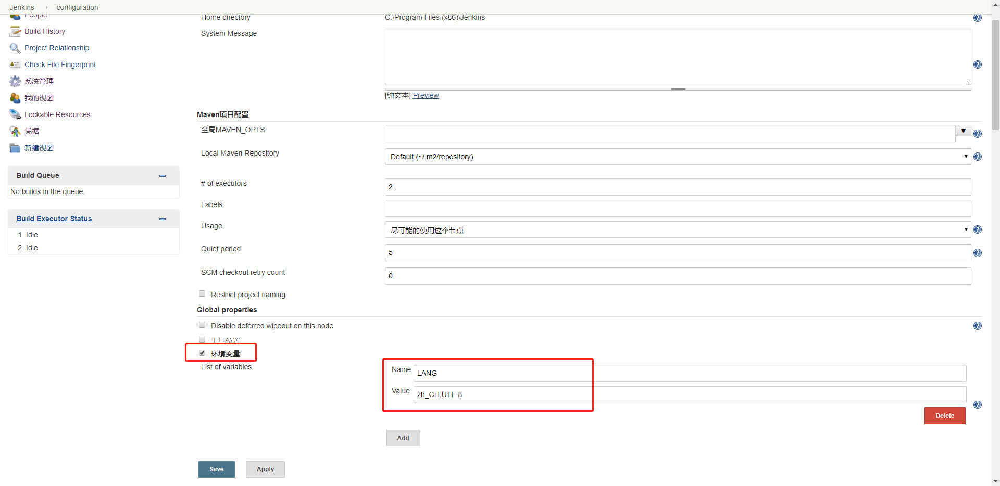 Jenkins configuration
People
Build History
Project Relationship
Check File Fingerprint
系统管理
我的视图
Lockable Resources
凭据
新建视图
Build Queue
No builds in the queue.
Build Executor Status
1 Idle
2 Idle
Home directory C:\Program Files (x86)\Jenkins
System Message
[纯文本] Preview
Maven项目配置
全局MAVEN_OPTS
Local Maven Repository Default (~/.m2/repository)
# of executors 2
Labels
Usage 尽可能的使用这个节点
Quiet period 5
SCM checkout retry count 0
Restrict project naming
Global properties
Disable deferred wipeout on this node
工具位置
环境变量
List of variables
Name LANG
Value zh_CH.UTF-8
Delete
Add
Save Apply